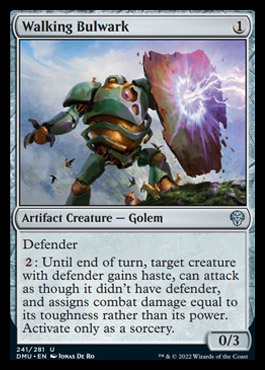 Walking Bulwark 1
Artifact Creature — Golem
Defender
2: Until end of turn, target creature
with defender gains haste, can attack
as though it didn't have defender,
and assigns combat damage equal to
its toughness rather than its power.
Activate only as a sorcery.
0/3
241/281 U
DMU • EN Jonas De Ro ™ & © 2022 Wizards of the Coast